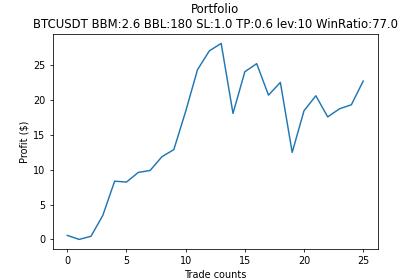 Portfolio
BTCUSDT BBM:2.6 BBL:180 SL:1.0 TP:0.6 lev:10 WinRatio:77.0
Profit ($)
25
20
15
10
5
0
0 5 10 15 20 25
Trade counts